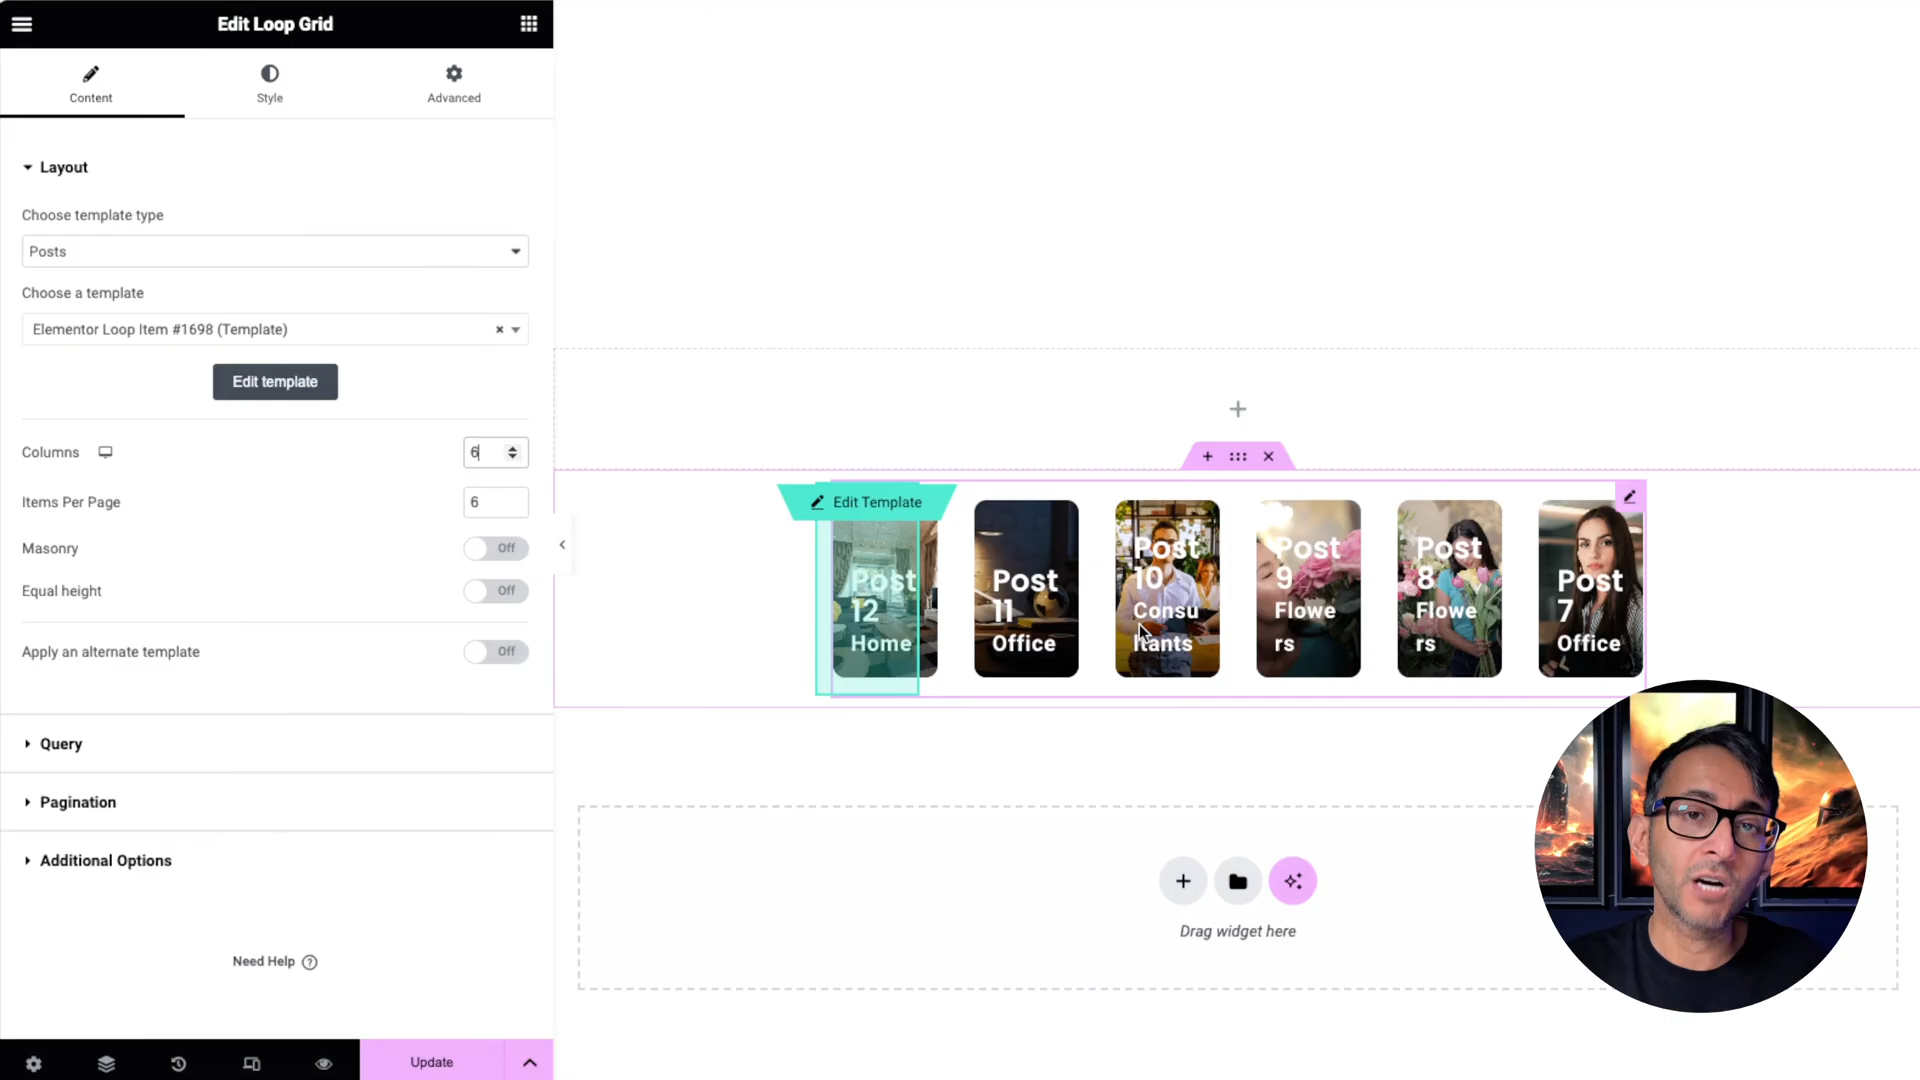 Edit Loop Grid
Content
Style
Advanced
Layout
Choose template type
Posts
Choose a template
Elementor Loop Item #1698 (Template)
Edit template
Columns
6
Items Per Page
6
Masonry
Off
Equal height
Off
Apply an alternate template
Off
Query
Pagination
Additional Options
Need Help
Update
Edit Template
Post
12
Home
Post
11
Office
Post
10
Consu
ltants
Post
9
Flowe
rs
Post
8
Flowe
rs
Post
7
Office
Drag widget here